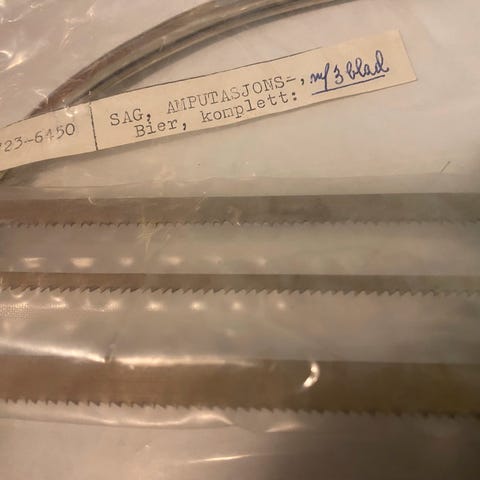 723-6450
SAG, AMPUTASJONS-, m/3 blad
Bier, komplett: